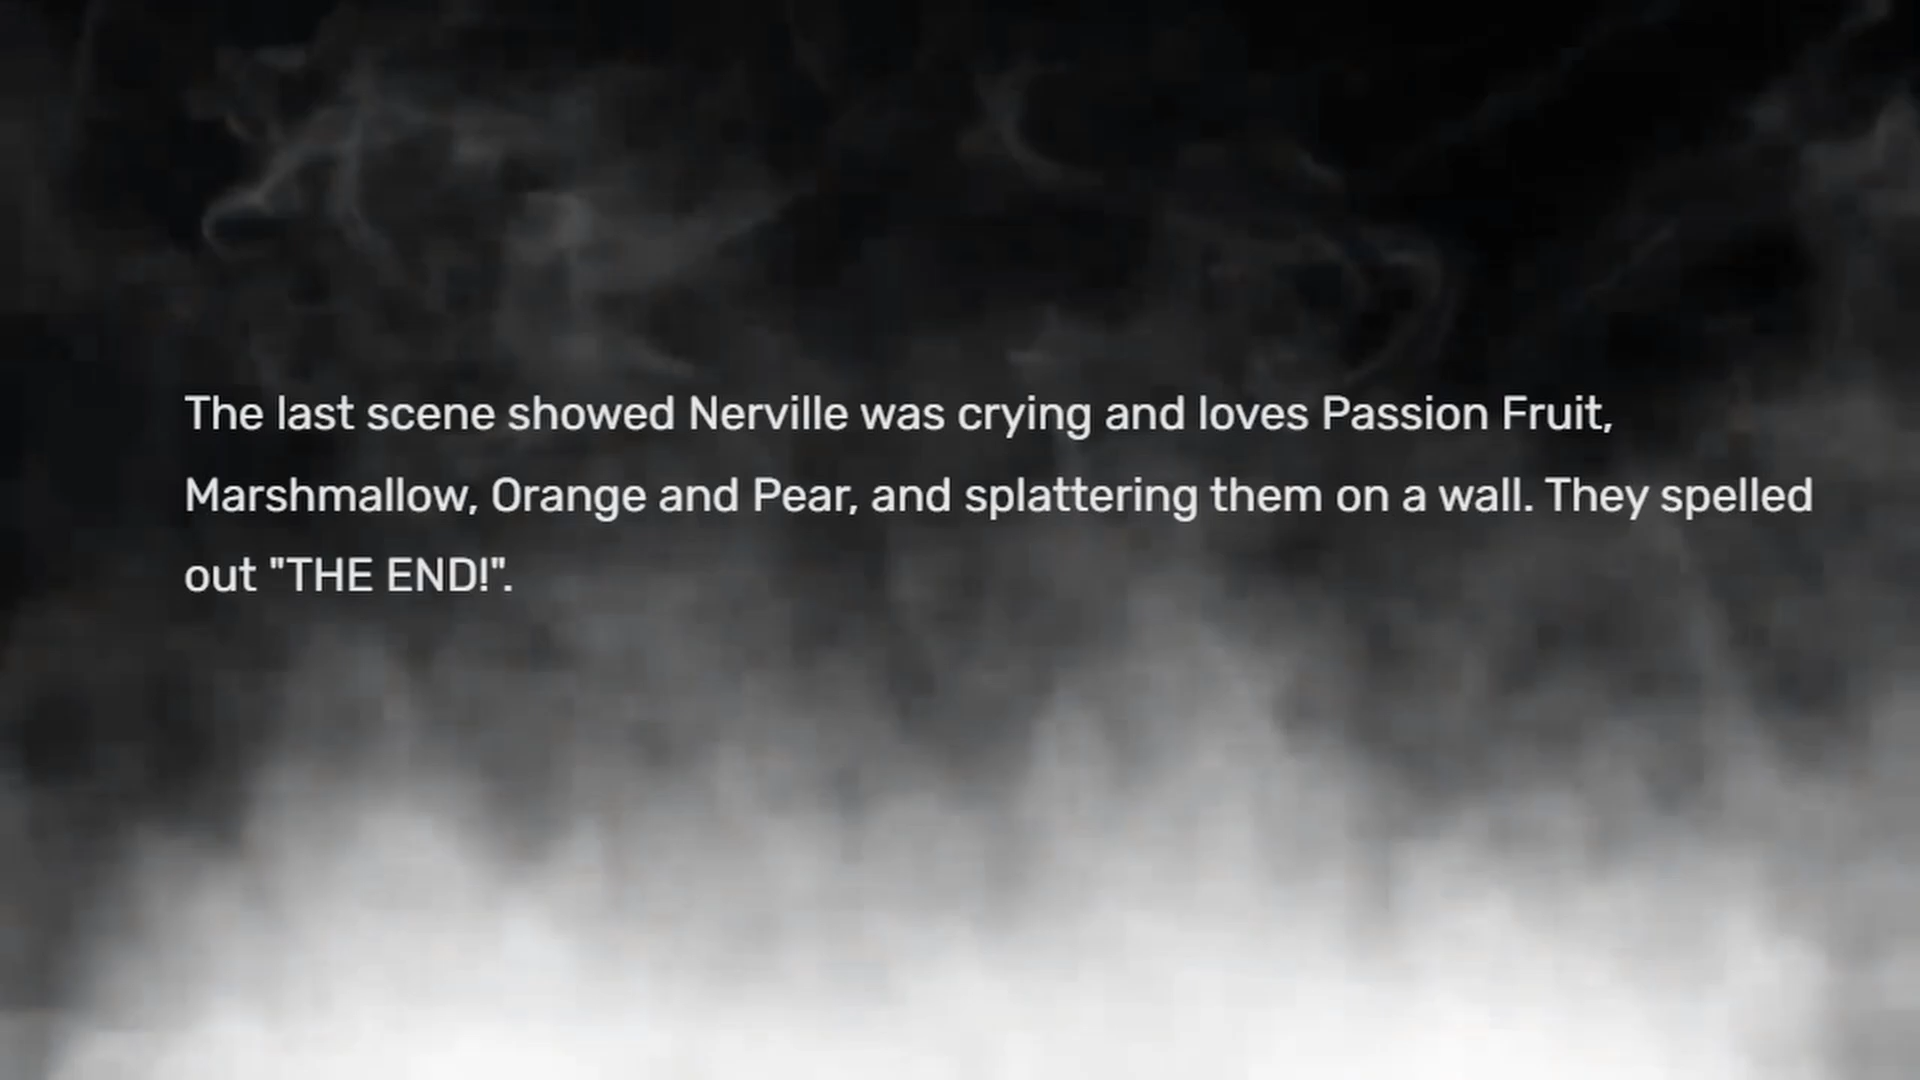 The last scene showed Nerville was crying and loves Passion Fruit,
Marshmallow, Orange and Pear, and splattering them on a wall. They spelled
out "THE END!".